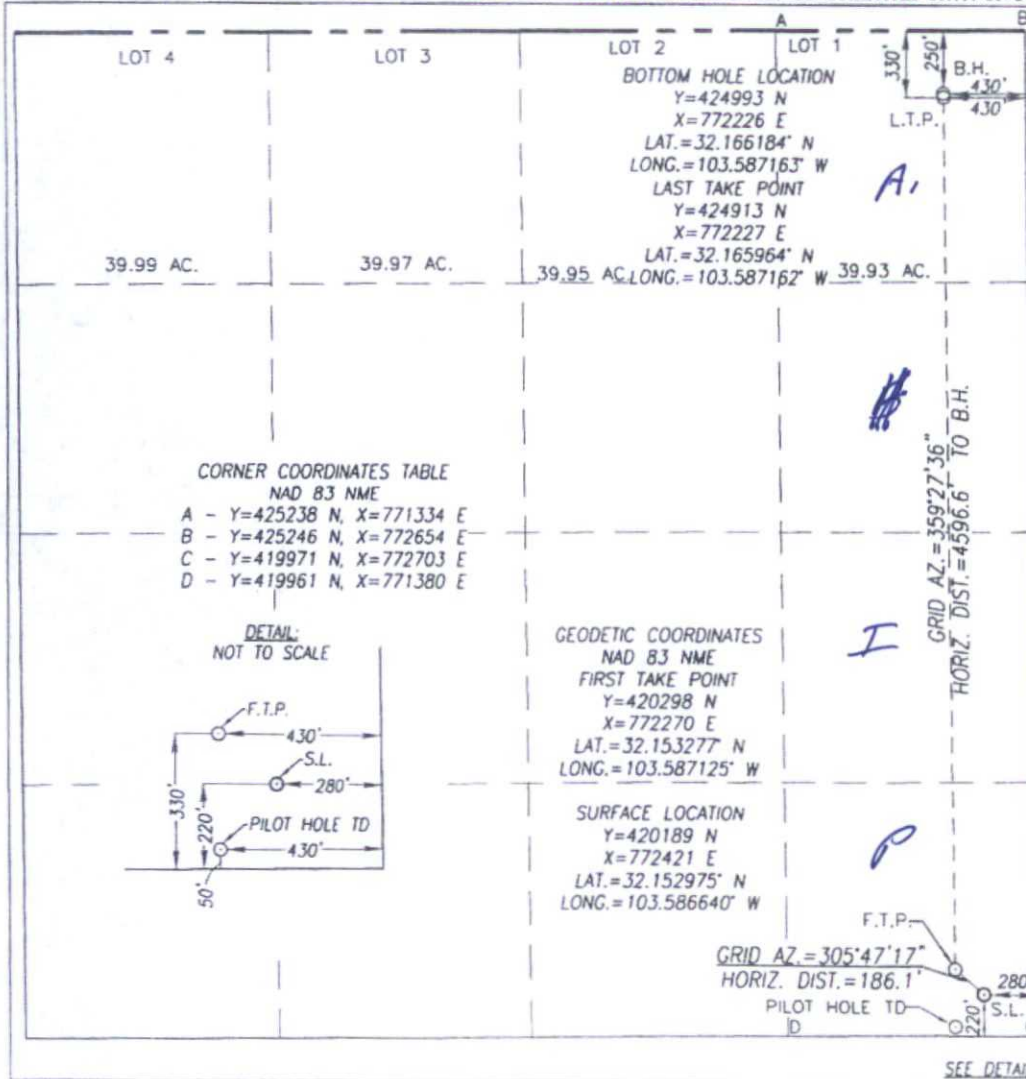 A B
LOT 4 LOT 3 LOT 2 LOT 1
330' 250' B.H.
430'
430'
L.T.P.
BOTTOM HOLE LOCATION
Y=424993 N
X=772226 E
LAT.=32.166184° N
LONG.=103.587163° W
LAST TAKE POINT
Y=424913 N
X=772227 E
LAT.=32.165964° N
LONG.=103.587162° W
A,
39.99 AC. 39.97 AC. 39.95 AC. 39.93 AC.
CORNER COORDINATES TABLE
NAD 83 NME
A - Y=425238 N, X=771334 E
B - Y=425246 N, X=772654 E
C - Y=419971 N, X=772703 E
D - Y=419961 N, X=771380 E
GRID AZ.=359°27'36"
HORIZ. DIST.=4596.6' TO B.H.
I
DETAIL:
NOT TO SCALE
F.T.P.
430'
S.L.
280'
330'
220'
PILOT HOLE TD
430'
50'
GEODETIC COORDINATES
NAD 83 NME
FIRST TAKE POINT
Y=420298 N
X=772270 E
LAT.=32.153277° N
LONG.=103.587125° W
SURFACE LOCATION
Y=420189 N
X=772421 E
LAT.=32.152975° N
LONG.=103.586640° W
P
F.T.P.
GRID AZ.=305°47'17"
HORIZ. DIST.=186.1'
280
S.L.
PILOT HOLE TD
220'
D
SEE DETAI